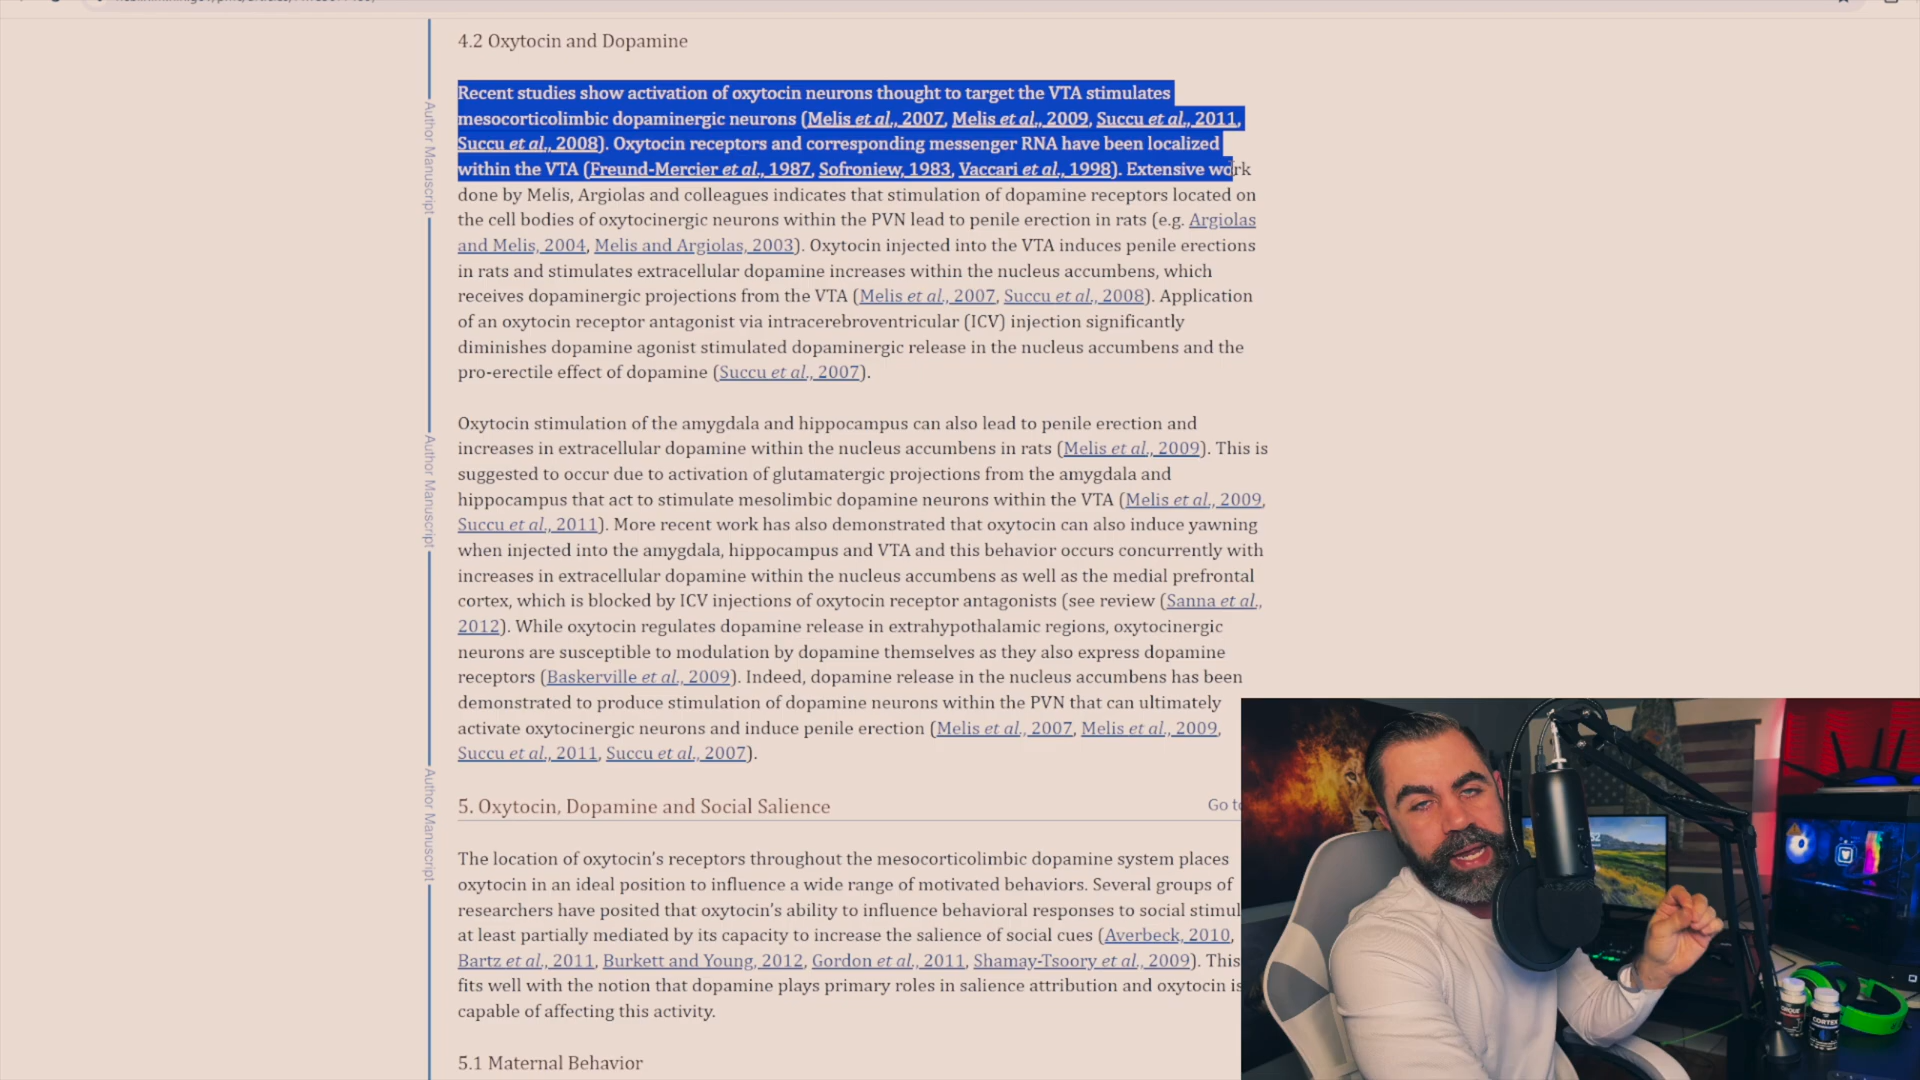 4.2 Oxytocin and Dopamine
Recent studies show activation of oxytocin neurons thought to target the VTA stimulates
mesocorticolimbic dopaminergic neurons (Melis et al., 2007, Melis et al., 2009, Succu et al., 2011,
Succu et al., 2008). Oxytocin receptors and corresponding messenger RNA have been localized
within the VTA (Freund-Mercier et al., 1987, Sofroniew, 1983, Vaccari et al., 1998). Extensive work
done by Melis, Argiolas and colleagues indicates that stimulation of dopamine receptors located on
the cell bodies of oxytocinergic neurons within the PVN lead to penile erection in rats (e.g. Argiolas
and Melis, 2004, Melis and Argiolas, 2003). Oxytocin injected into the VTA induces penile erections
in rats and stimulates extracellular dopamine increases within the nucleus accumbens, which
receives dopaminergic projections from the VTA (Melis et al., 2007, Succu et al., 2008). Application
of an oxytocin receptor antagonist via intracerebroventricular (ICV) injection significantly
diminishes dopamine agonist stimulated dopaminergic release in the nucleus accumbens and the
pro-erectile effect of dopamine (Succu et al., 2007).
Oxytocin stimulation of the amygdala and hippocampus can also lead to penile erection and
increases in extracellular dopamine within the nucleus accumbens in rats (Melis et al., 2009). This is
suggested to occur due to activation of glutamatergic projections from the amygdala and
hippocampus that act to stimulate mesolimbic dopamine neurons within the VTA (Melis et al., 2009,
Succu et al., 2011). More recent work has also demonstrated that oxytocin can also induce yawning
when injected into the amygdala, hippocampus and VTA and this behavior occurs concurrently with
increases in extracellular dopamine within the nucleus accumbens as well as the medial prefrontal
cortex, which is blocked by ICV injections of oxytocin receptor antagonists (see review (Sanna et al.,
2012). While oxytocin regulates dopamine release in extrahypothalamic regions, oxytocinergic
neurons are susceptible to modulation by dopamine themselves as they also express dopamine
receptors (Baskerville et al., 2009). Indeed, dopamine release in the nucleus accumbens has been
demonstrated to produce stimulation of dopamine neurons within the PVN that can ultimately
activate oxytocinergic neurons and induce penile erection (Melis et al., 2007, Melis et al., 2009,
Succu et al., 2011, Succu et al., 2007).
5. Oxytocin, Dopamine and Social Salience
Go to
The location of oxytocin's receptors throughout the mesocorticolimbic dopamine system places
oxytocin in an ideal position to influence a wide range of motivated behaviors. Several groups of
researchers have posited that oxytocin's ability to influence behavioral responses to social stimul
at least partially mediated by its capacity to increase the salience of social cues (Averbeck, 2010,
Bartz et al., 2011, Burkett and Young, 2012, Gordon et al., 2011, Shamay-Tsoory et al., 2009). This
fits well with the notion that dopamine plays primary roles in salience attribution and oxytocin is
capable of affecting this activity.
5.1 Maternal Behavior
Author Manuscript
Author Manuscript
Author Manuscript
CORTEX